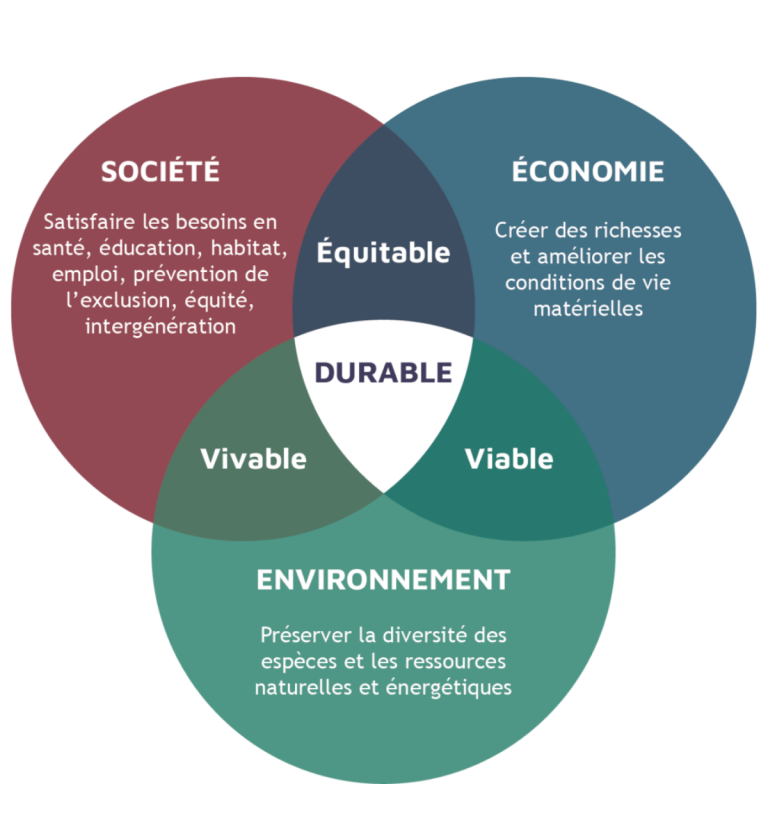 SOCIÉTÉ
Satisfaire les besoins en
santé, éducation, habitat,
emploi, prévention de
l’exclusion, équité,
intergénération
ÉCONOMIE
Créer des richesses
et améliorer les
conditions de vie
matérielles
Équitable
DURABLE
Vivable
Viable
ENVIRONNEMENT
Préserver la diversité des
espèces et les ressources
naturelles et énergétiques